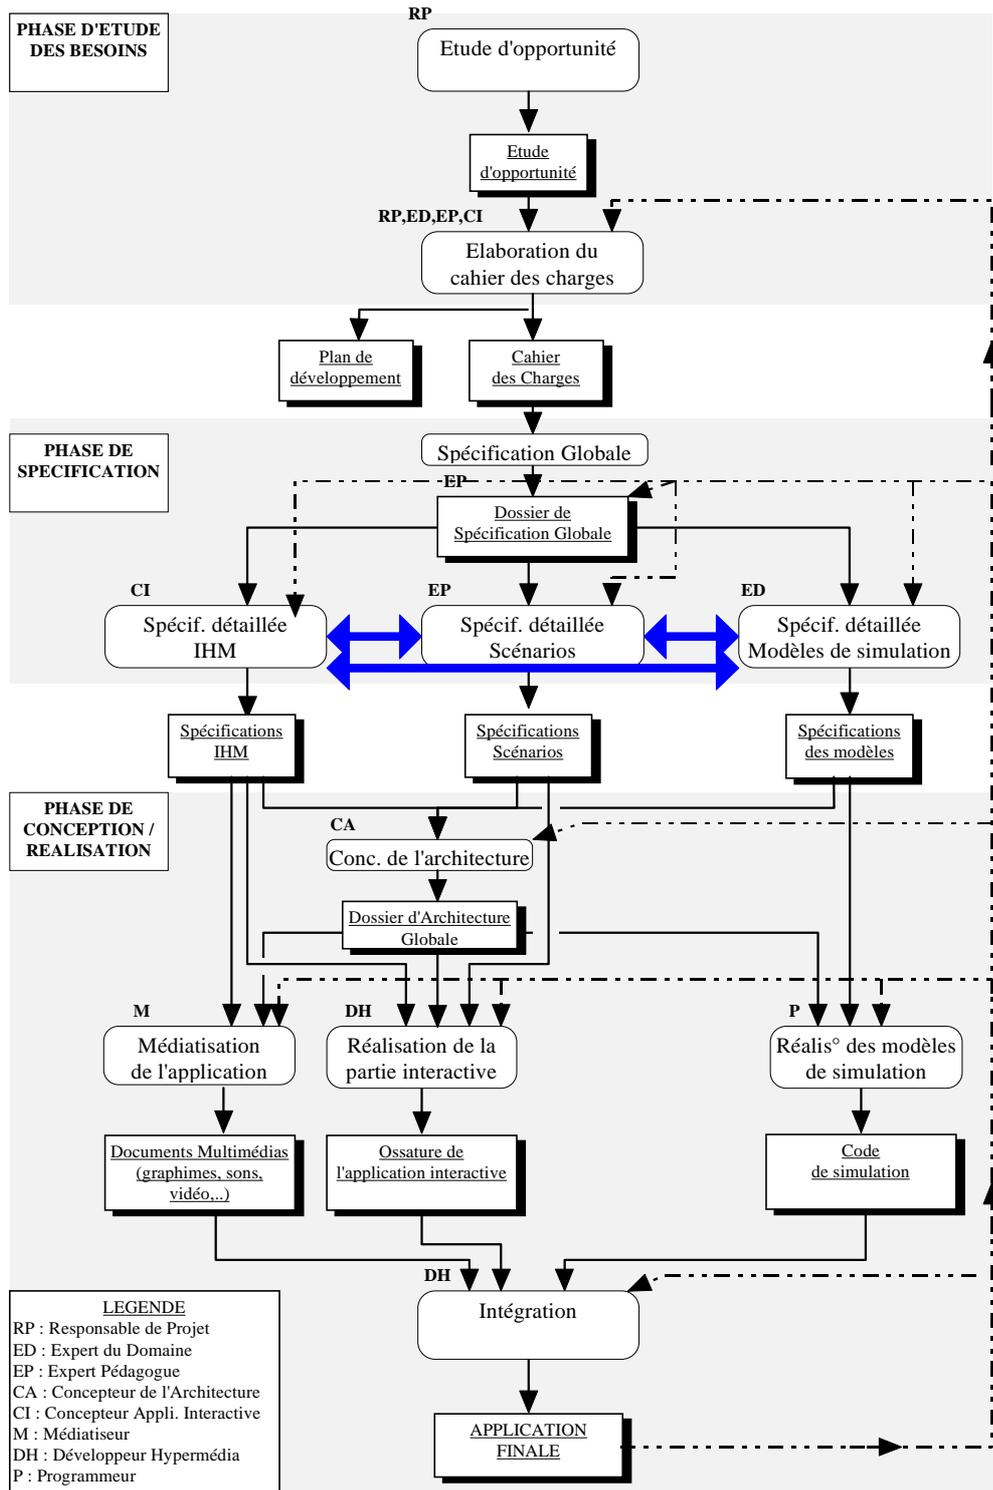 RP
PHASE D'ETUDE
DES BESOINS
Etude d'opportunité
Etude
d'opportunité
RP,ED,EP,CI
Elaboration du
cahier des charges
Plan de
développement
Cahier
des Charges
PHASE DE
SPECIFICATION
Spécification Globale
EP
Dossier de
Spécification Globale
CI
EP
ED
Spécif. détaillée
IHM
Spécif. détaillée
Scénarios
Spécif. détaillée
Modèles de simulation
Spécifications
IHM
Spécifications
Scénarios
Spécifications
des modèles
PHASE DE
CONCEPTION /
REALISATION
CA
Conc. de l'architecture
Dossier d'Architecture
Globale
M
DH
P
Médiatisation
de l'application
Réalisation de la
partie interactive
Réalis° des modèles
de simulation
Documents Multimédias
(graphimes, sons,
vidéo,..)
Ossature de
l'application interactive
Code
de simulation
DH
Intégration
LEGENDE
RP : Responsable de Projet
ED : Expert du Domaine
EP : Expert Pédagogue
CA : Concepteur de l'Architecture
CI : Concepteur Appli. Interactive
M : Médiatiseur
DH : Développeur Hypermédia
P : Programmeur
APPLICATION
FINALE